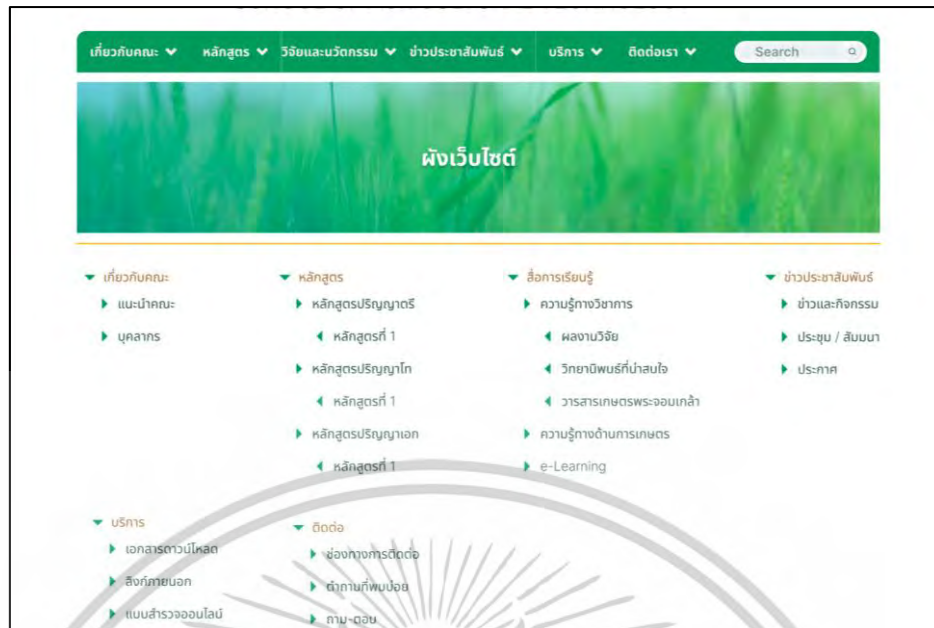 เกี่ยวกับคณะ หลักสูตร วิจัยและนวัตกรรม ข่าวประชาสัมพันธ์ บริการ ติดต่อเรา Search
ผังเว็บไซต์
เกี่ยวกับคณะ
แนะนำคณะ
บุคลากร
หลักสูตร
หลักสูตรปริญญาตรี
หลักสูตรที่ 1
หลักสูตรปริญญาโท
หลักสูตรที่ 1
หลักสูตรปริญญาเอก
หลักสูตรที่ 1
สื่อการเรียนรู้
ความรู้ทางวิชาการ
ผลงานวิจัย
วิทยานิพนธ์ที่น่าสนใจ
วารสารเกษตรพระจอมเกล้า
ความรู้ทางด้านการเกษตร
e-Learning
ข่าวประชาสัมพันธ์
ข่าวและกิจกรรม
ประชุม / สัมมนา
ประกาศ
บริการ
เอกสารดาวน์โหลด
ลิงก์ภายนอก
แบบสำรวจออนไลน์
ติดต่อ
ช่องทางการติดต่อ
คำถามที่พบบ่อย
ถาม-ตอบ